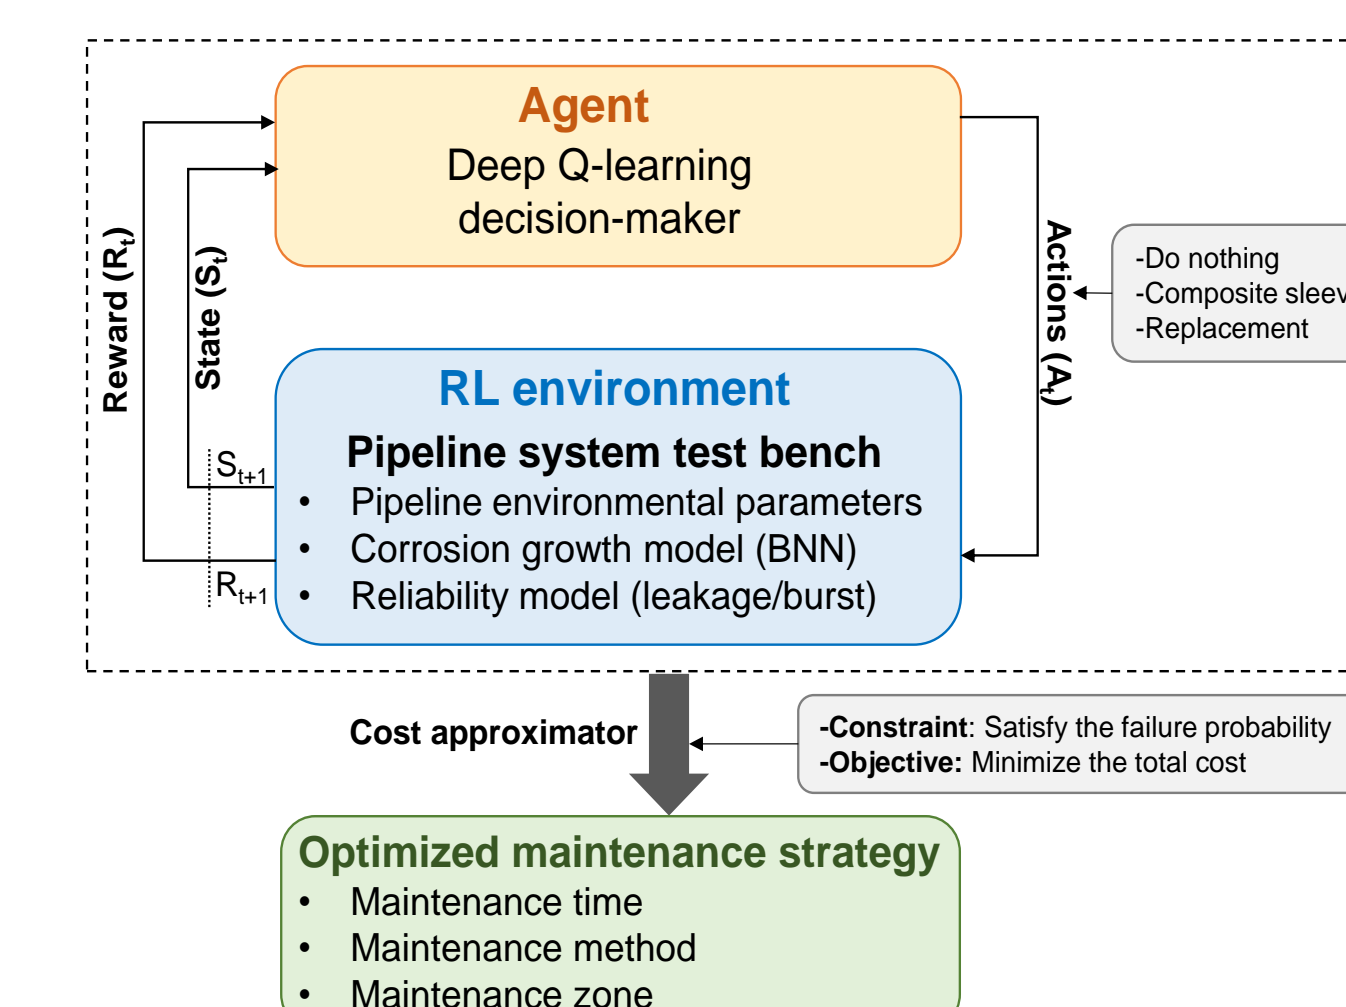 Agent
Deep Q-learning
decision-maker
Reward (Rt)
State (St)
Actions (At)
-Do nothing
-Composite sleev
-Replacement
RL environment
Pipeline system test bench
• Pipeline environmental parameters
• Corrosion growth model (BNN)
• Reliability model (leakage/burst)
St+1
Rt+1
Cost approximator
-Constraint: Satisfy the failure probability
-Objective: Minimize the total cost
Optimized maintenance strategy
• Maintenance time
• Maintenance method
• Maintenance zone